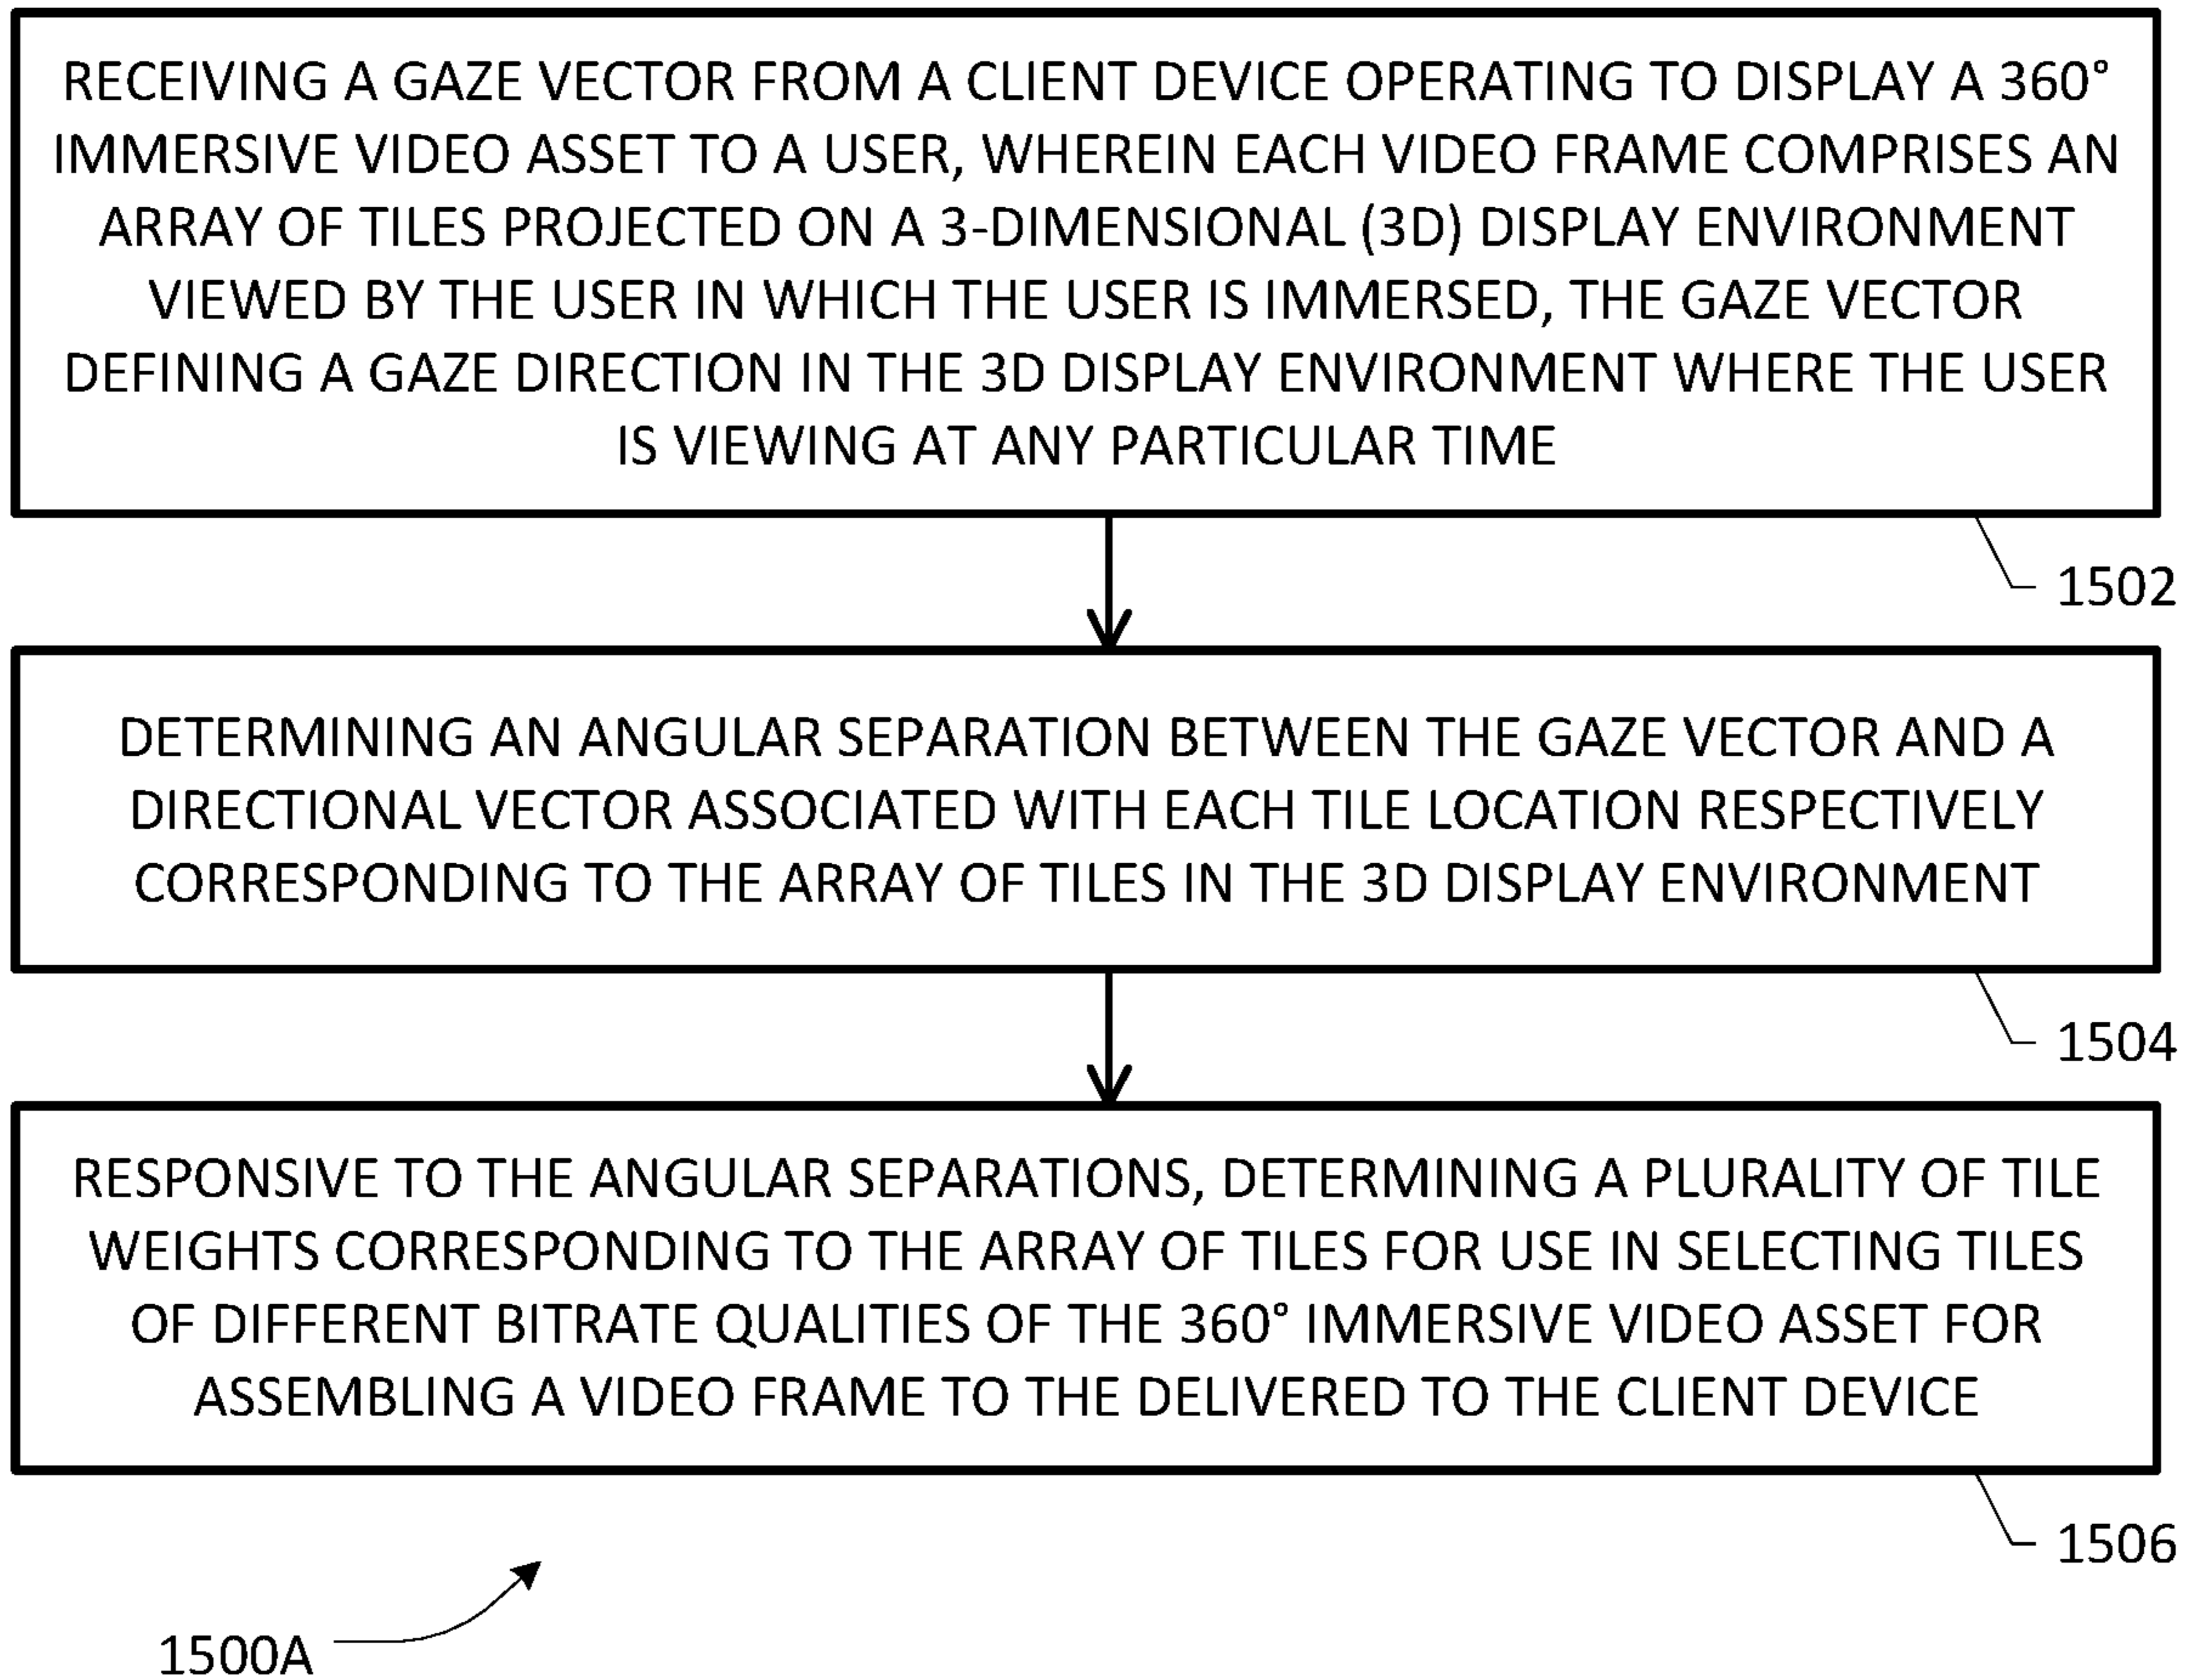 RECEIVING A GAZE VECTOR FROM A CLIENT DEVICE OPERATING TO DISPLAY A 360°
IMMERSIVE VIDEO ASSET TO A USER, WHEREIN EACH VIDEO FRAME COMPRISES AN
ARRAY OF TILES PROJECTED ON A 3-DIMENSIONAL (3D) DISPLAY ENVIRONMENT
VIEWED BY THE USER IN WHICH THE USER IS IMMERSED, THE GAZE VECTOR
DEFINING A GAZE DIRECTION IN THE 3D DISPLAY ENVIRONMENT WHERE THE USER
IS VIEWING AT ANY PARTICULAR TIME
1502
DETERMINING AN ANGULAR SEPARATION BETWEEN THE GAZE VECTOR AND A
DIRECTIONAL VECTOR ASSOCIATED WITH EACH TILE LOCATION RESPECTIVELY
CORRESPONDING TO THE ARRAY OF TILES IN THE 3D DISPLAY ENVIRONMENT
1504
RESPONSIVE TO THE ANGULAR SEPARATIONS, DETERMINING A PLURALITY OF TILE
WEIGHTS CORRESPONDING TO THE ARRAY OF TILES FOR USE IN SELECTING TILES
OF DIFFERENT BITRATE QUALITIES OF THE 360° IMMERSIVE VIDEO ASSET FOR
ASSEMBLING A VIDEO FRAME TO THE DELIVERED TO THE CLIENT DEVICE
1506
1500A